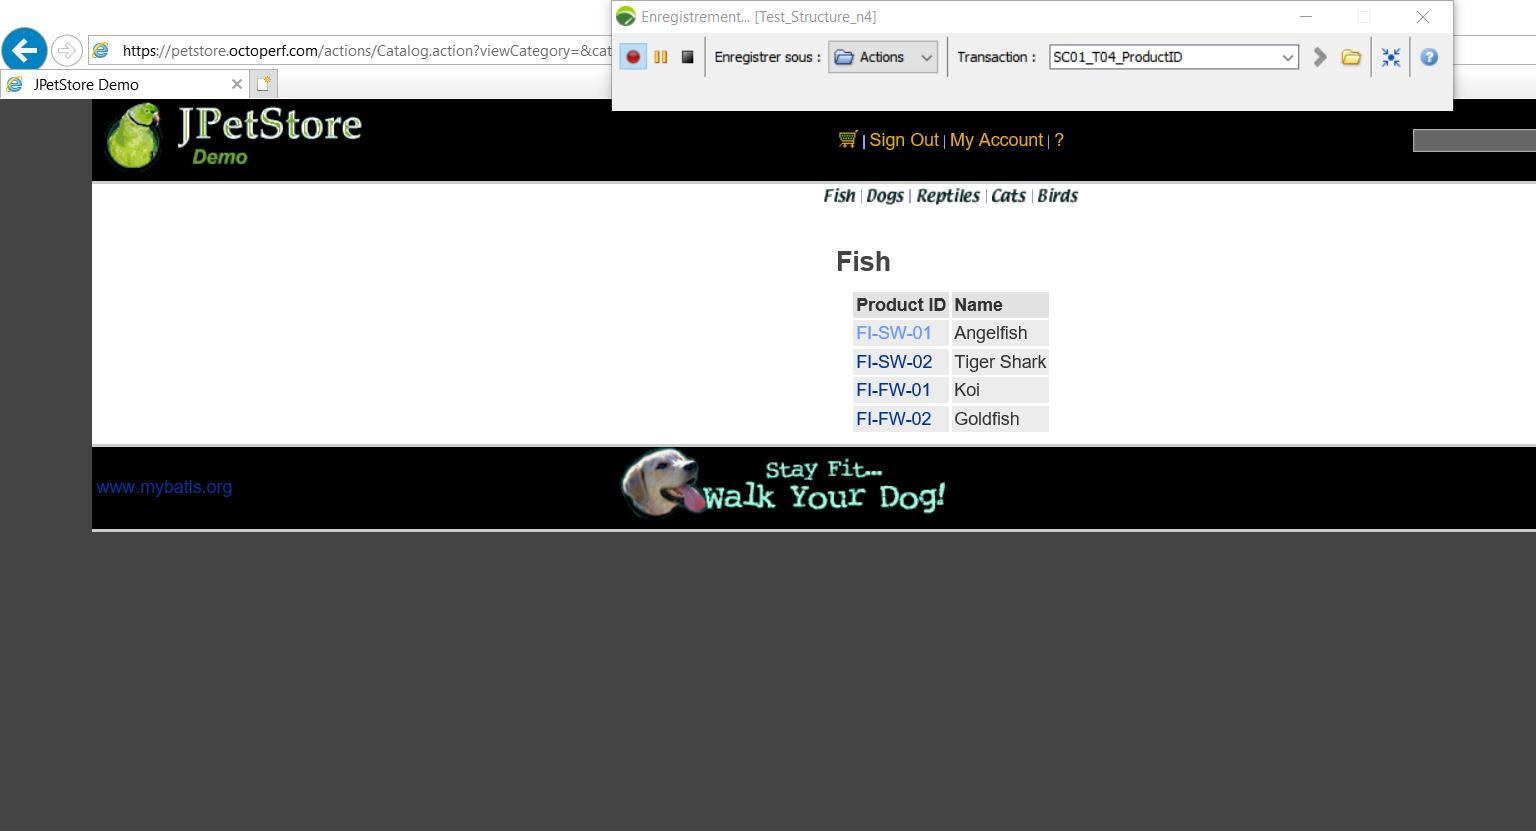 Enregistrement... [Test_Structure_n4]
https://petstore.octoperf.com/actions/Catalog.action?viewCategory=&cat
Enregistrer sous : Actions Transaction : SC01_T04_ProductID
JPetStore Demo
JPetStore
Demo
| Sign Out | My Account | ?
Fish | Dogs | Reptiles | Cats | Birds
Fish
Product ID Name
FI-SW-01 Angelfish
FI-SW-02 Tiger Shark
FI-FW-01 Koi
FI-FW-02 Goldfish
www.mybatis.org
Stay Fit...
Walk Your Dog!